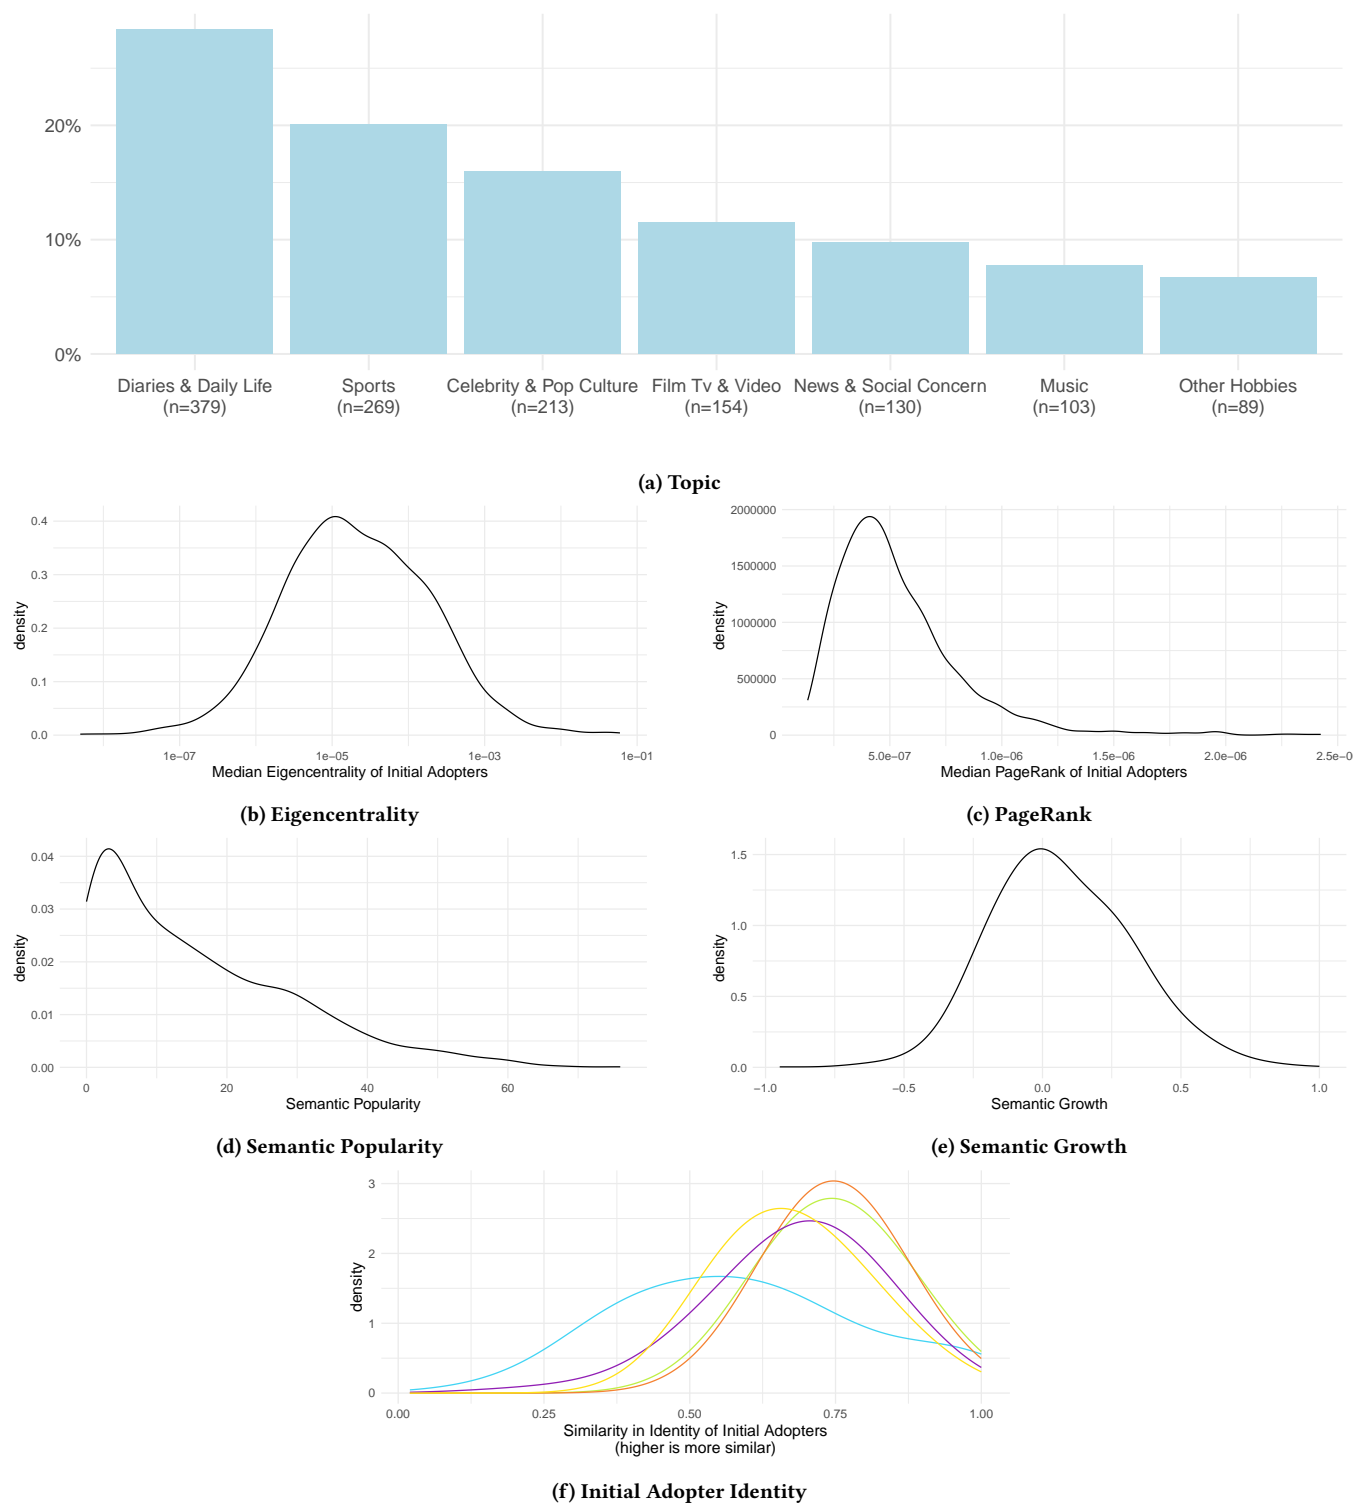 20%
10%
0%
Diaries & Daily Life Sports Celebrity & Pop Culture Film Tv & Video News & Social Concern Music Other Hobbies
(n=379) (n=269) (n=213) (n=154) (n=130) (n=103) (n=89)
(a) Topic
density
0.4
0.3
0.2
0.1
0.0
1e−07 1e−05 1e−03 1e−01
Median Eigencentrality of Initial Adopters
(b) Eigencentrality
density
2000000
1500000
1000000
500000
0
5.0e−07 1.0e−06 1.5e−06 2.0e−06 2.5e−0
Median PageRank of Initial Adopters
(c) PageRank
density
0.04
0.03
0.02
0.01
0.00
0 20 40 60
Semantic Popularity
(d) Semantic Popularity
density
1.5
1.0
0.5
0.0
−1.0 −0.5 0.0 0.5 1.0
Semantic Growth
(e) Semantic Growth
density
3
2
1
0
0.00 0.25 0.50 0.75 1.00
Similarity in Identity of Initial Adopters
(higher is more similar)
(f) Initial Adopter Identity